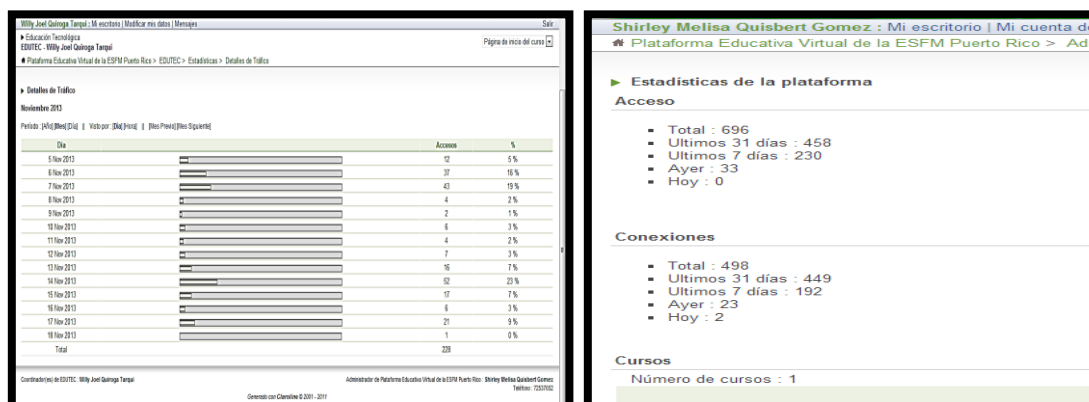 Willy Joel Quiroga Tarqui : Mi escritorio | Modificar mis datos | Mensajes Salir
Educación Tecnológica
EDUTEC - Willy Joel Quiroga Tarqui
Página de inicio del curso
Plataforma Educativa Virtual de la ESFM Puerto Rico > EDUTEC > Estadísticas > Detalles de Tráfico
Detalles de Tráfico
Noviembre 2013
Período : [Año] [Mes] [Día] || Visto por : [Día] [Hora] || [Mes Previo] [Mes Siguiente]
Día Accesos %
5 Nov 2013 12 5 %
6 Nov 2013 37 16 %
7 Nov 2013 43 19 %
8 Nov 2013 4 2 %
9 Nov 2013 2 1 %
10 Nov 2013 6 3 %
11 Nov 2013 4 2 %
12 Nov 2013 7 3 %
13 Nov 2013 16 7 %
14 Nov 2013 52 23 %
15 Nov 2013 17 7 %
16 Nov 2013 6 3 %
17 Nov 2013 21 9 %
18 Nov 2013 1 0 %
Total 228
Coordinador(es) de EDUTEC : Willy Joel Quiroga Tarqui
Administrador de Plataforma Educativa Virtual de la ESFM Puerto Rico : Shirley Melisa Quisbert Gomez
Teléfono : 72537002
Generado con Claroline © 2001 - 2011
Shirley Melisa Quisbert Gomez : Mi escritorio | Mi cuenta de
Plataforma Educativa Virtual de la ESFM Puerto Rico > Ad
Estadísticas de la plataforma
Acceso
Total : 696
Ultimos 31 días : 458
Ultimos 7 días : 230
Ayer : 33
Hoy : 0
Conexiones
Total : 498
Ultimos 31 días : 449
Ultimos 7 días : 192
Ayer : 23
Hoy : 2
Cursos
Número de cursos : 1